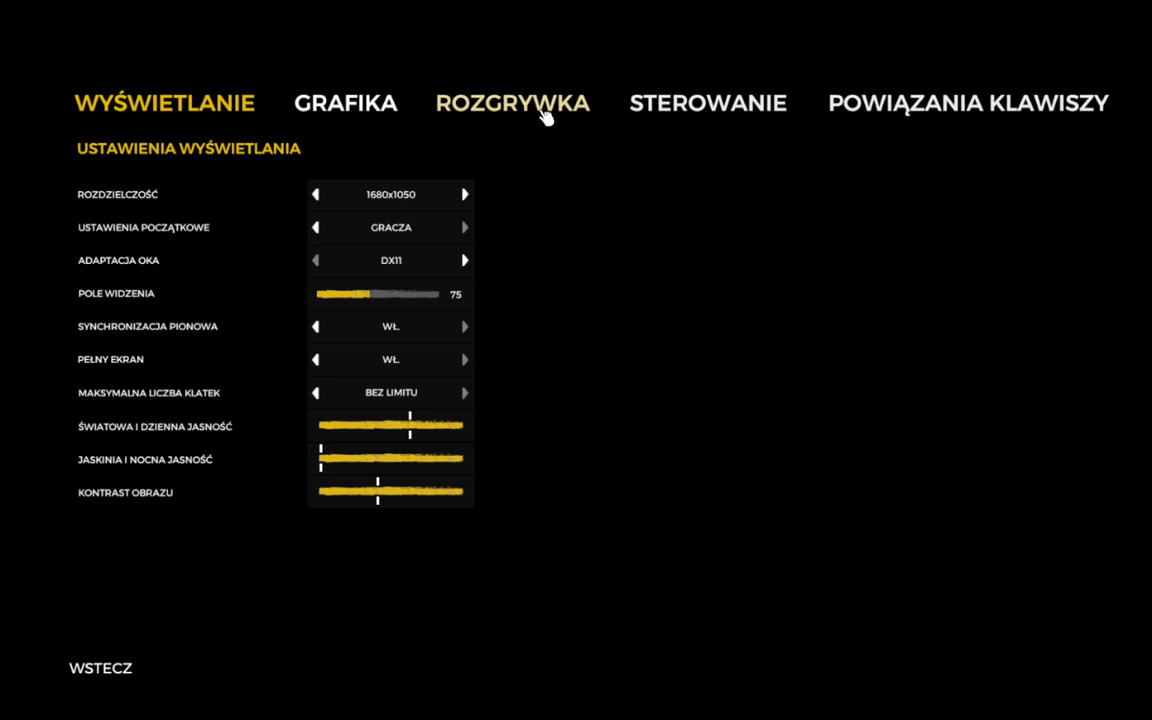 WYŚWIETLANIE GRAFIKA ROZGRYWKA STEROWANIE POWIĄZANIA KLAWISZY
USTAWIENIA WYŚWIETLANIA
ROZDZIELCZOŚĆ 1680x1050
USTAWIENIA POCZĄTKOWE GRACZA
ADAPTACJA OKA DX11
POLE WIDZENIA 75
SYNCHRONIZACJA PIONOWA WŁ.
PEŁNY EKRAN WŁ.
MAKSYMALNA LICZBA KLATEK BEZ LIMITU
ŚWIATOWA I DZIENNA JASNOŚĆ
JASKINIA I NOCNA JASNOŚĆ
KONTRAST OBRAZU
WSTECZ